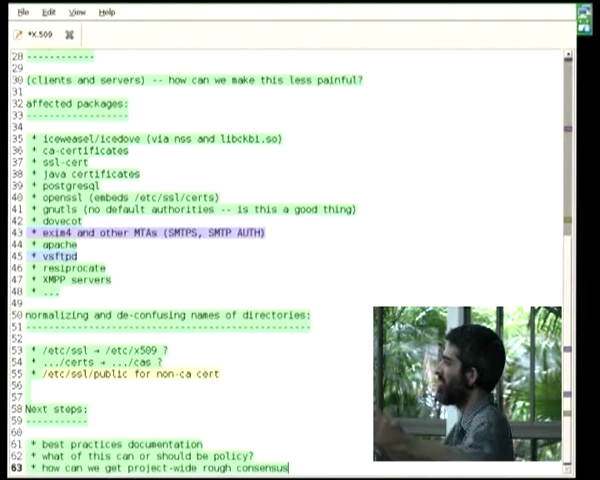 File Edit View Help
*X.509
28 ------------
29
30 (clients and servers) -- how can we make this less painful?
31
32 affected packages:
33 ------------------
34
35 * iceweasel/icedove (via nss and libckbi.so)
36 * ca-certificates
37 * ssl-cert
38 * java certificates
39 * postgresql
40 * openssl (embeds /etc/ssl/certs)
41 * gnutls (no default authorities -- is this a good thing)
42 * dovecot
43 * exim4 and other MTAs (SMTPS, SMTP AUTH)
44 * apache
45 * vsftpd
46 * resiprocate
47 * XMPP servers
48 * ...
49
50 normalizing and de-confusing names of directories:
51 --------------------------------------------------
52
53 * /etc/ssl → /etc/x509 ?
54 * .../certs → .../cas ?
55 * /etc/ssl/public for non-ca cert
56
57
58 Next steps:
59 -----------
60
61 * best practices documentation
62 * what of this can or should be policy?
63 * how can we get project-wide rough consensus